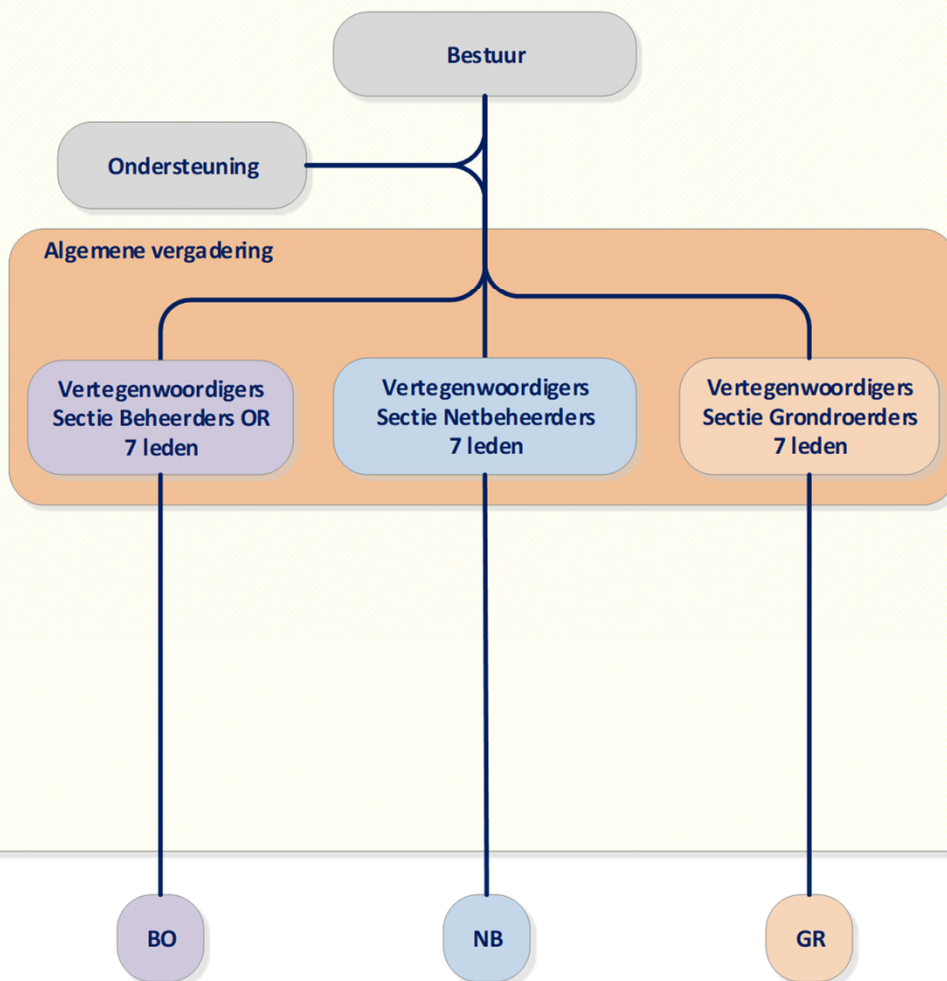 Bestuur
Ondersteuning
Algemene vergadering
Vertegenwoordigers
Sectie Beheerders OR
7 leden
Vertegenwoordigers
Sectie Netbeheerders
7 leden
Vertegenwoordigers
Sectie Grondroerders
7 leden
BO
NB
GR